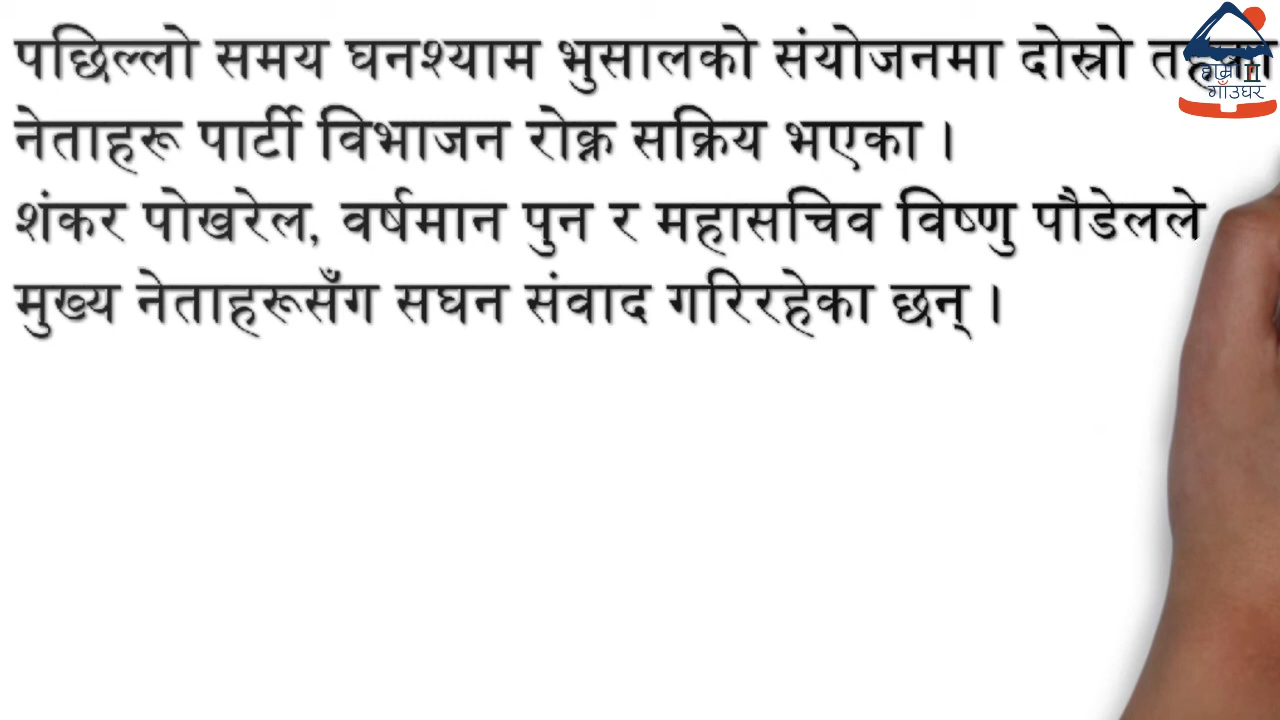 पछिल्लो समय घनश्याम भुसालको संयोजनमा दोस्रो
नेताहरू पार्टी विभाजन रोक्न सक्रिय भएका ।
शंकर पोखरेल, वर्षमान पुन र महासचिव विष्णु पौडेलले
मुख्य नेताहरूसँग सघन संवाद गरिरहेका छन् ।
हाम्रो
गाँउघर